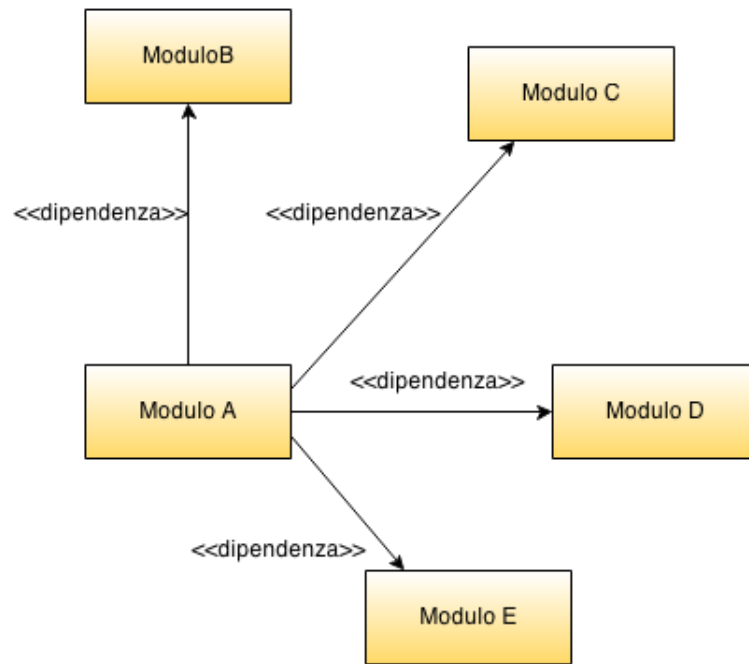 ModuloB
Modulo C
<<dipendenza>>
<<dipendenza>>
<<dipendenza>>
Modulo A
Modulo D
<<dipendenza>>
Modulo E